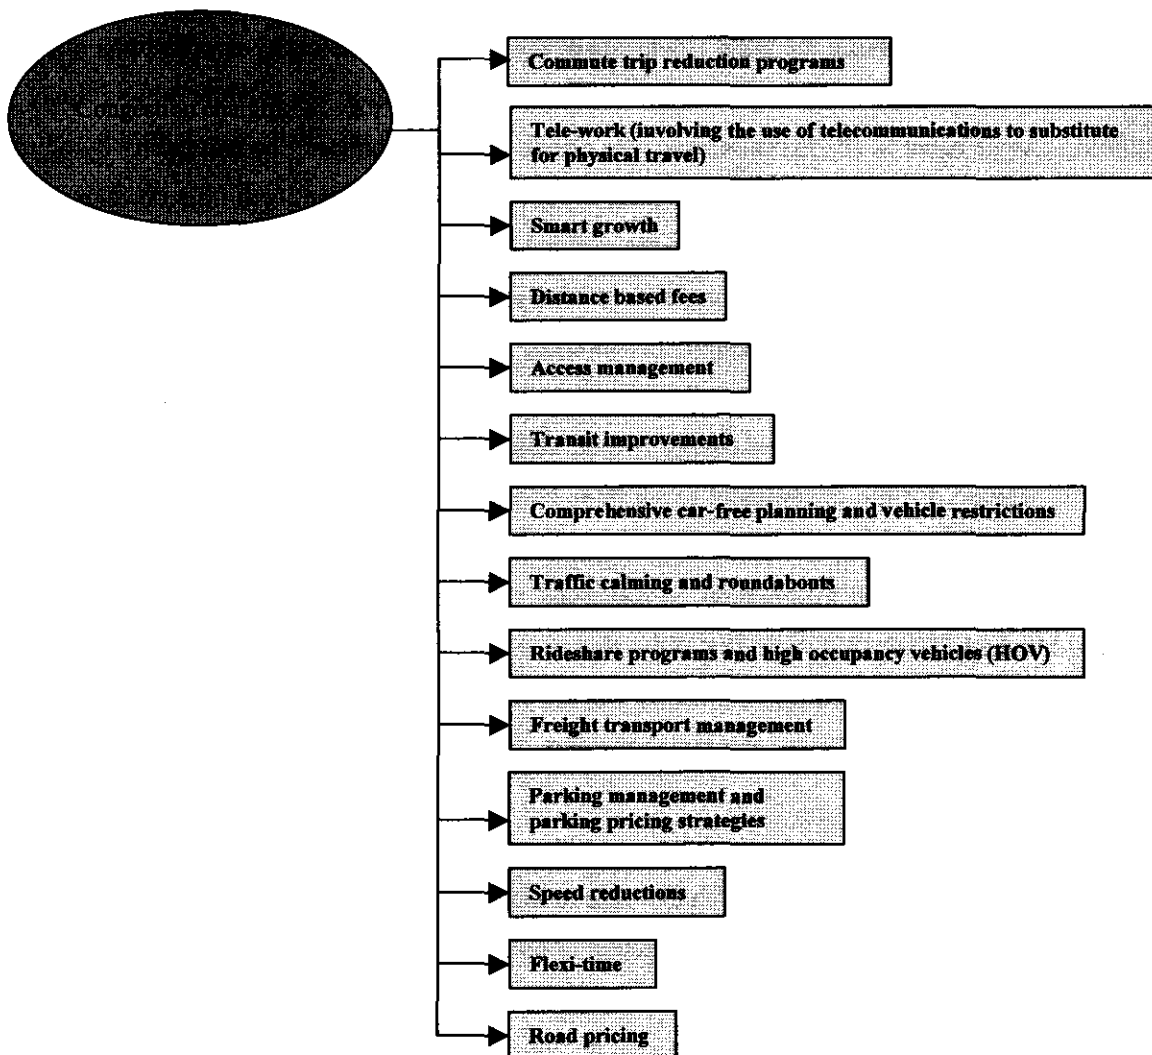 Congestion
Commute trip reduction programs
Tele-work (involving the use of telecommunications to substitute
for physical travel)
Smart growth
Distance based fees
Access management
Transit improvements
Comprehensive car-free planning and vehicle restrictions
Traffic calming and roundabouts
Rideshare programs and high occupancy vehicles (HOV)
Freight transport management
Parking management and
parking pricing strategies
Speed reductions
Flexi-time
Road pricing